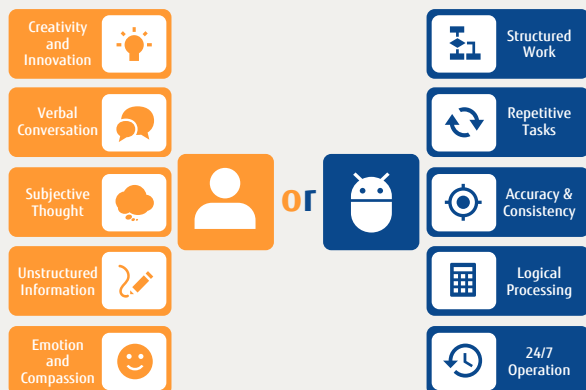 Creativity
and
Innovation
Verbal
Conversation
Subjective
Thought
Unstructured
Information
Emotion
and
Compassion
or
Structured
Work
Repetitive
Tasks
Accuracy &
Consistency
Logical
Processing
24/7
Operation